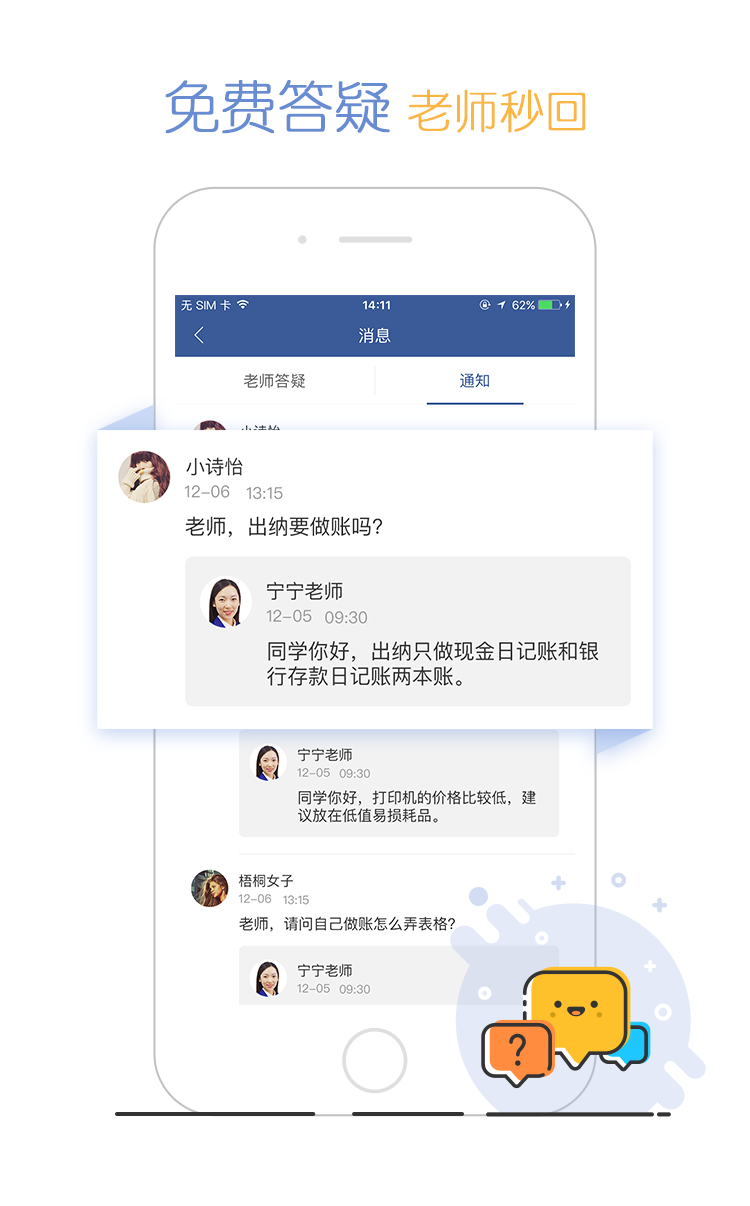 免费答疑 老师秒回
无 SIM 卡 14:11 62%
消息
老师答疑 通知
小诗怡
小诗怡
12-06 13:15
老师，出纳要做账吗？
宁宁老师
12-05 09:30
同学你好，出纳只做现金日记账和银
行存款日记账两本账。
宁宁老师
12-05 09:30
同学你好，打印机的价格比较低，建
议放在低值易损耗品。
梧桐女子
12-06 13:15
老师，请问自己做账怎么弄表格？
宁宁老师
12-05 09:30
?